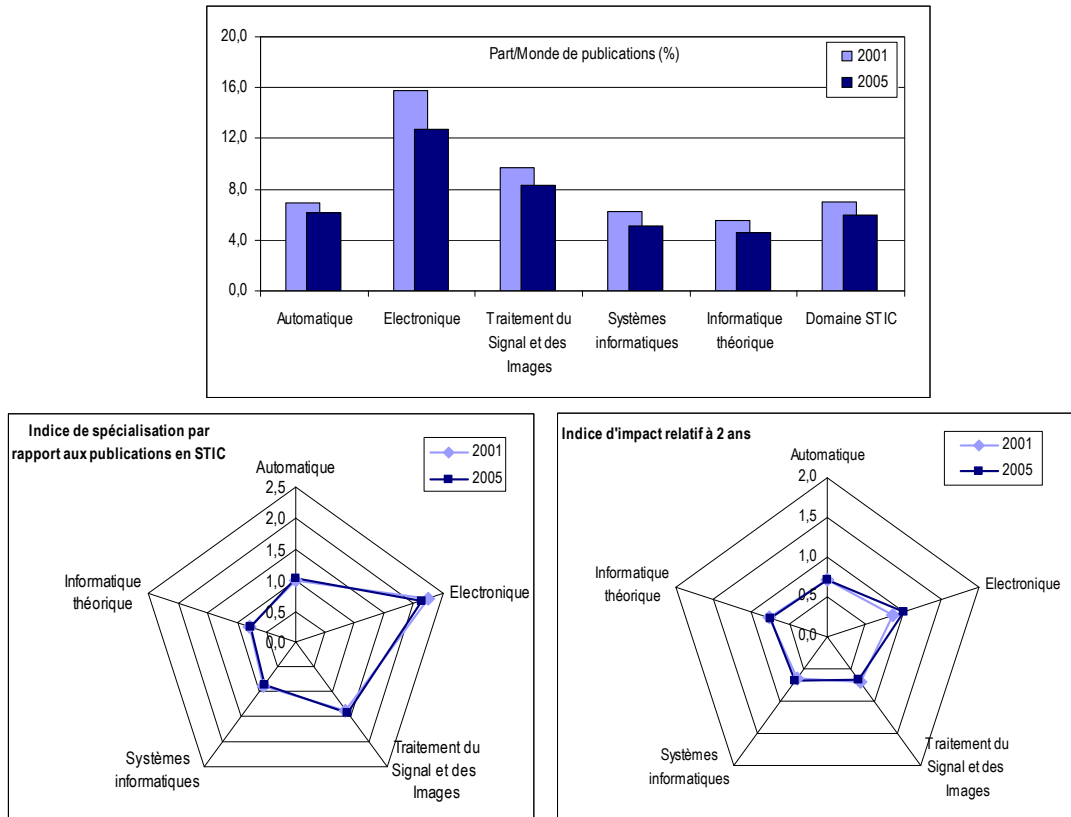 Part/Monde de publications (%)
2001
2005
20,0
16,0
12,0
8,0
4,0
0,0
Automatique
Electronique
Traitement du
Signal et des
Images
Systèmes
informatiques
Informatique
théorique
Domaine STIC
Indice de spécialisation par
rapport aux publications en STIC
2001
2005
Automatique
2,5
2,0
1,5
1,0
0,5
0,0
Electronique
Traitement du
Signal et des
Images
Systèmes
informatiques
Informatique
théorique
Indice d'impact relatif à 2 ans
2001
2005
Automatique
2,0
1,5
1,0
0,5
0,0
Electronique
Traitement du
Signal et des
Images
Systèmes
informatiques
Informatique
théorique